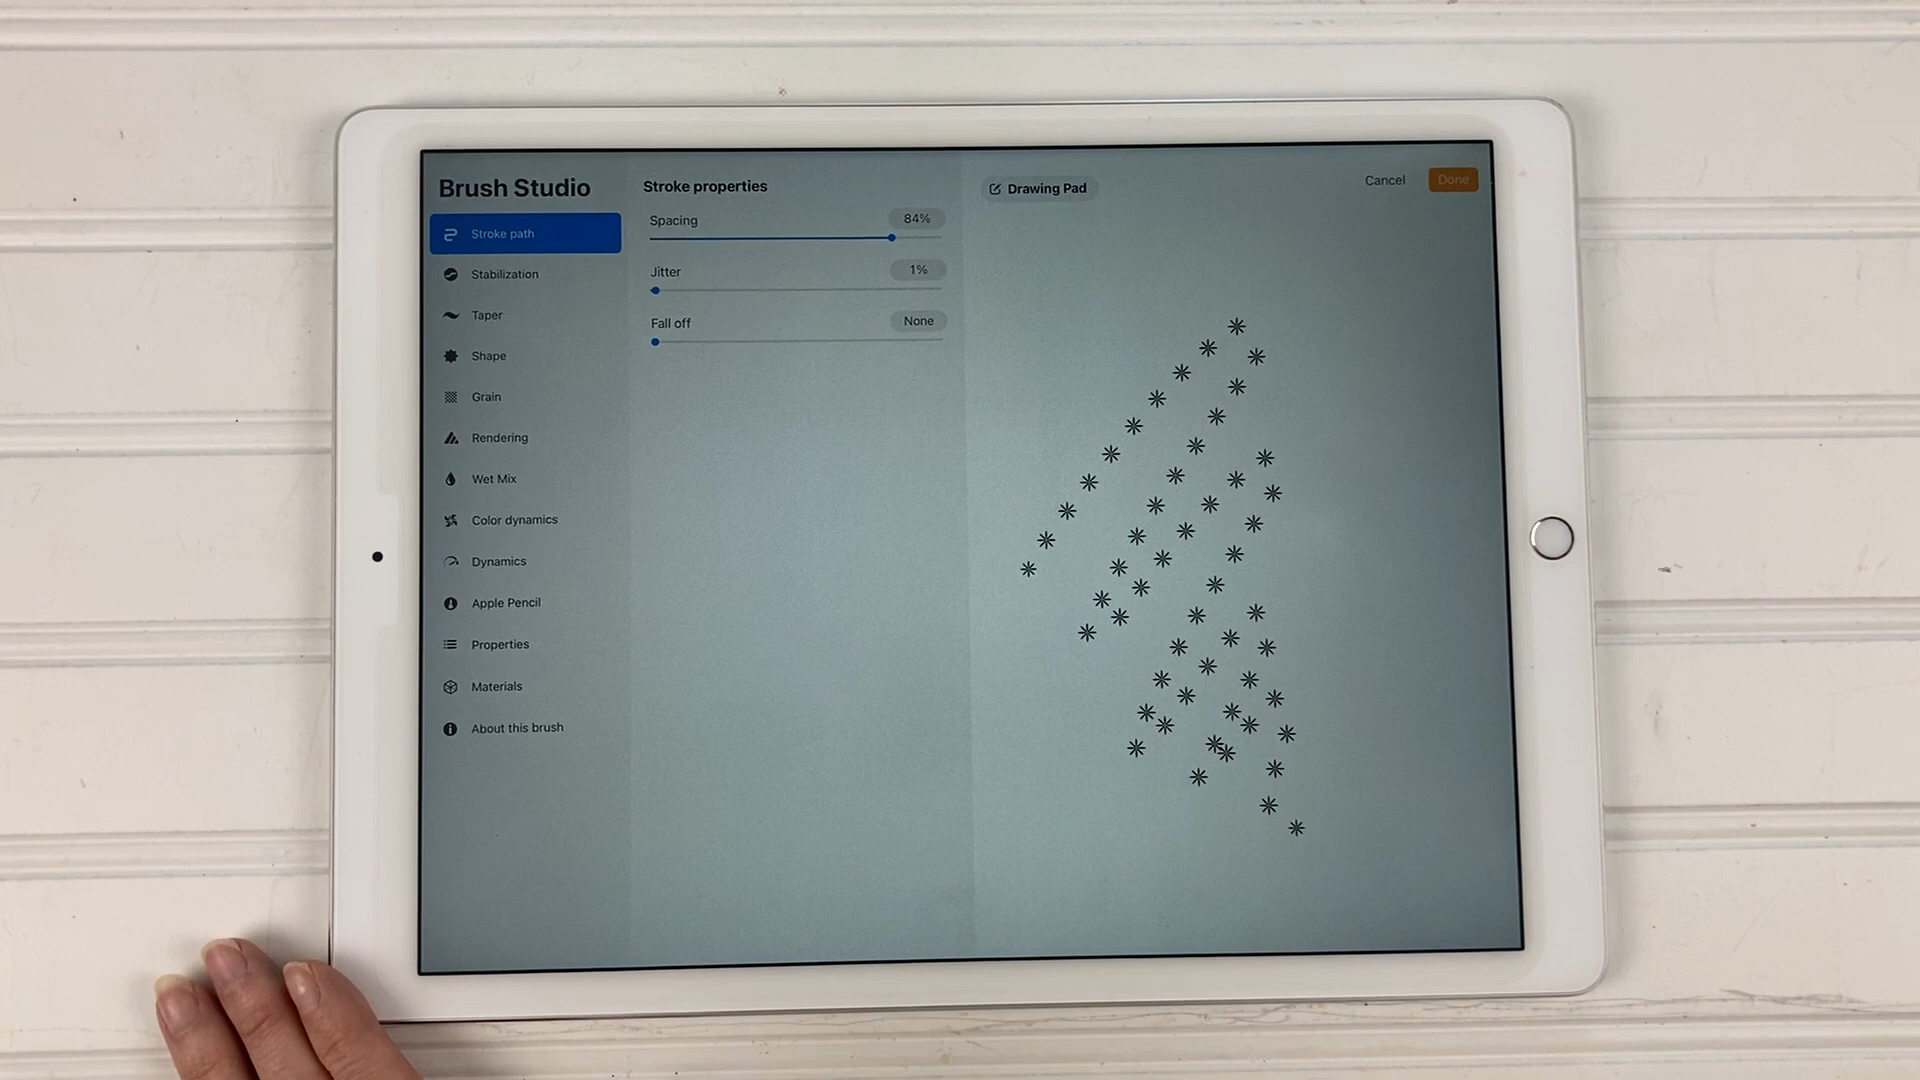 Brush Studio
Stroke path
Stabilization
Taper
Shape
Grain
Rendering
Wet Mix
Color dynamics
Dynamics
Apple Pencil
Properties
Materials
About this brush
Stroke properties
Spacing 84%
Jitter 1%
Fall off None
Drawing Pad
Cancel Done